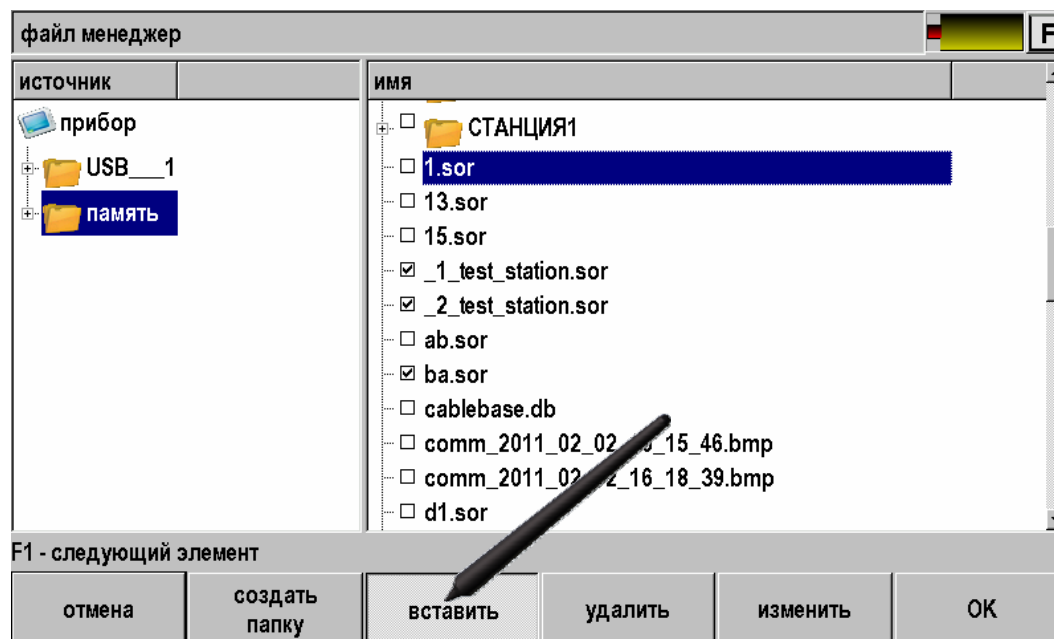 файл менеджер
F
источник
имя
прибор
USB___1
память
СТАНЦИЯ1
1.sor
13.sor
15.sor
_1_test_station.sor
_2_test_station.sor
ab.sor
ba.sor
cablebase.db
comm_2011_02_02 _15_46.bmp
comm_2011_02 2_16_18_39.bmp
d1.sor
F1 - следующий элемент
отмена
создать
папку
вставить
удалить
изменить
OK